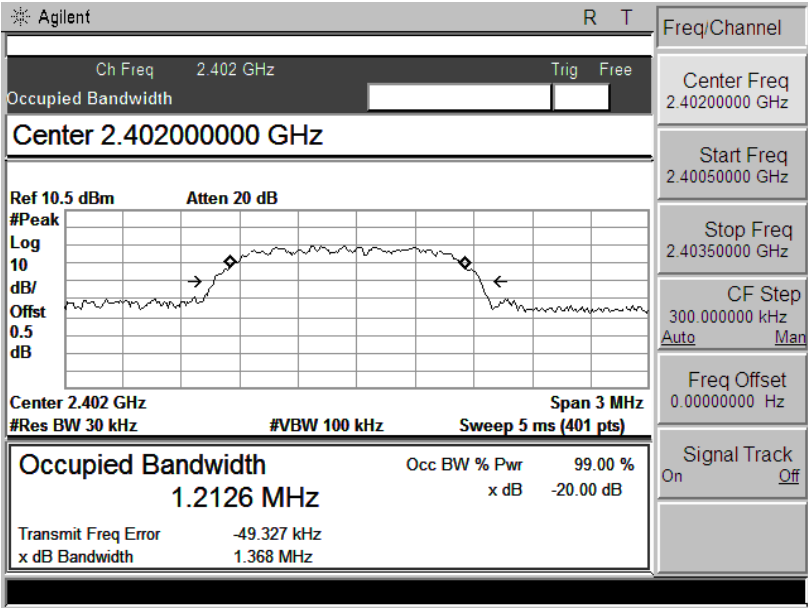 Agilent R T
Ch Freq 2.402 GHz Trig Free
Occupied Bandwidth
Center 2.402000000 GHz
Ref 10.5 dBm Atten 20 dB
#Peak
Log
10
dB/
Offst
0.5
dB
Center 2.402 GHz Span 3 MHz
#Res BW 30 kHz #VBW 100 kHz Sweep 5 ms (401 pts)
Occupied Bandwidth
1.2126 MHz
Occ BW % Pwr 99.00 %
x dB -20.00 dB
Transmit Freq Error -49.327 kHz
x dB Bandwidth 1.368 MHz
Freq/Channel
Center Freq
2.40200000 GHz
Start Freq
2.40050000 GHz
Stop Freq
2.40350000 GHz
CF Step
300.000000 kHz
Auto Man
Freq Offset
0.00000000 Hz
Signal Track
On Off